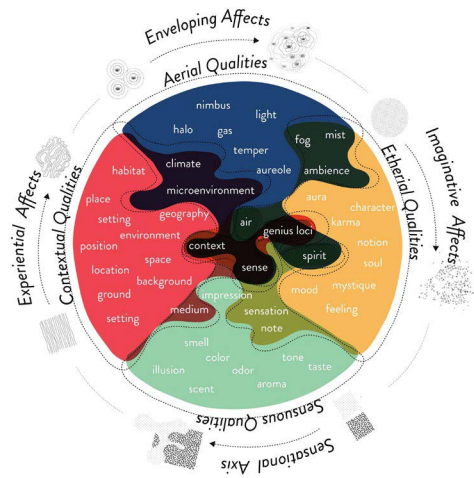 Enveloping Affects
Aerial Qualities
nimbus
light
halo
gas
temper
fog
mist
climate
aureole
ambience
habitat
microenvironment
Etherial Qualities
Imaginative Affects
Experiential Affects
Contextual Qualities
place
setting
geography
air
aura
character
environment
genius loci
karma
position
context
notion
space
spirit
location
sense
soul
background
ground
impression
mood
mystique
setting
medium
sensation
feeling
note
smell
color
tone
illusion
odor
taste
scent
aroma
Sensuous Qualities
Sensational Axis